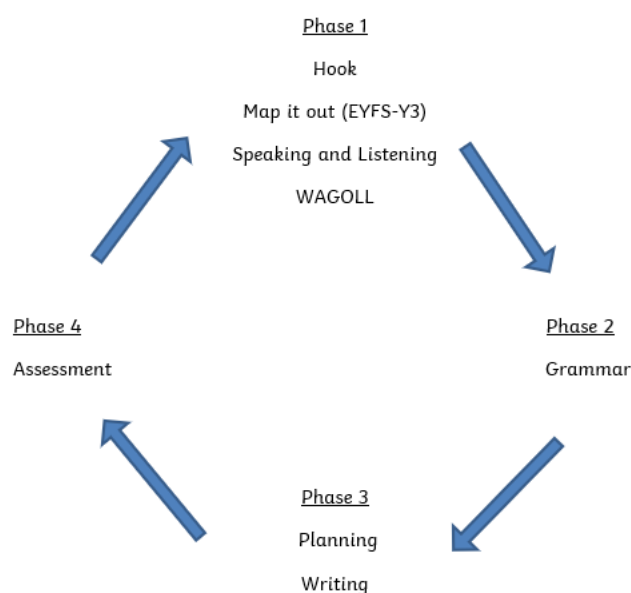 Phase 1
Hook
Map it out (EYFS-Y3)
Speaking and Listening
WAGOLL
Phase 2
Grammar
Phase 3
Planning
Writing
Phase 4
Assessment